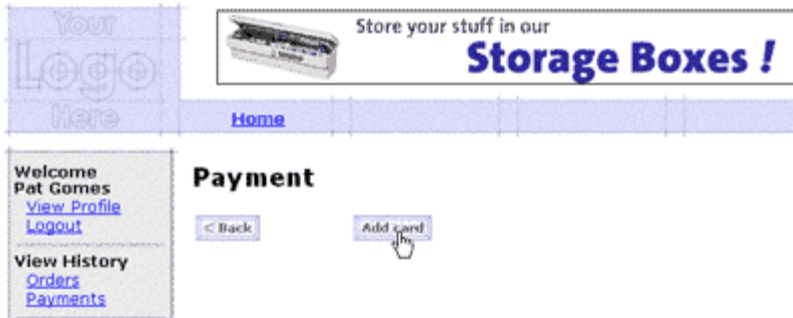 Your
Logo
Here
Store your stuff in our
Storage Boxes !
Home
Welcome
Pat Gomes
View Profile
Logout
View History
Orders
Payments
Payment
< Back
Add card